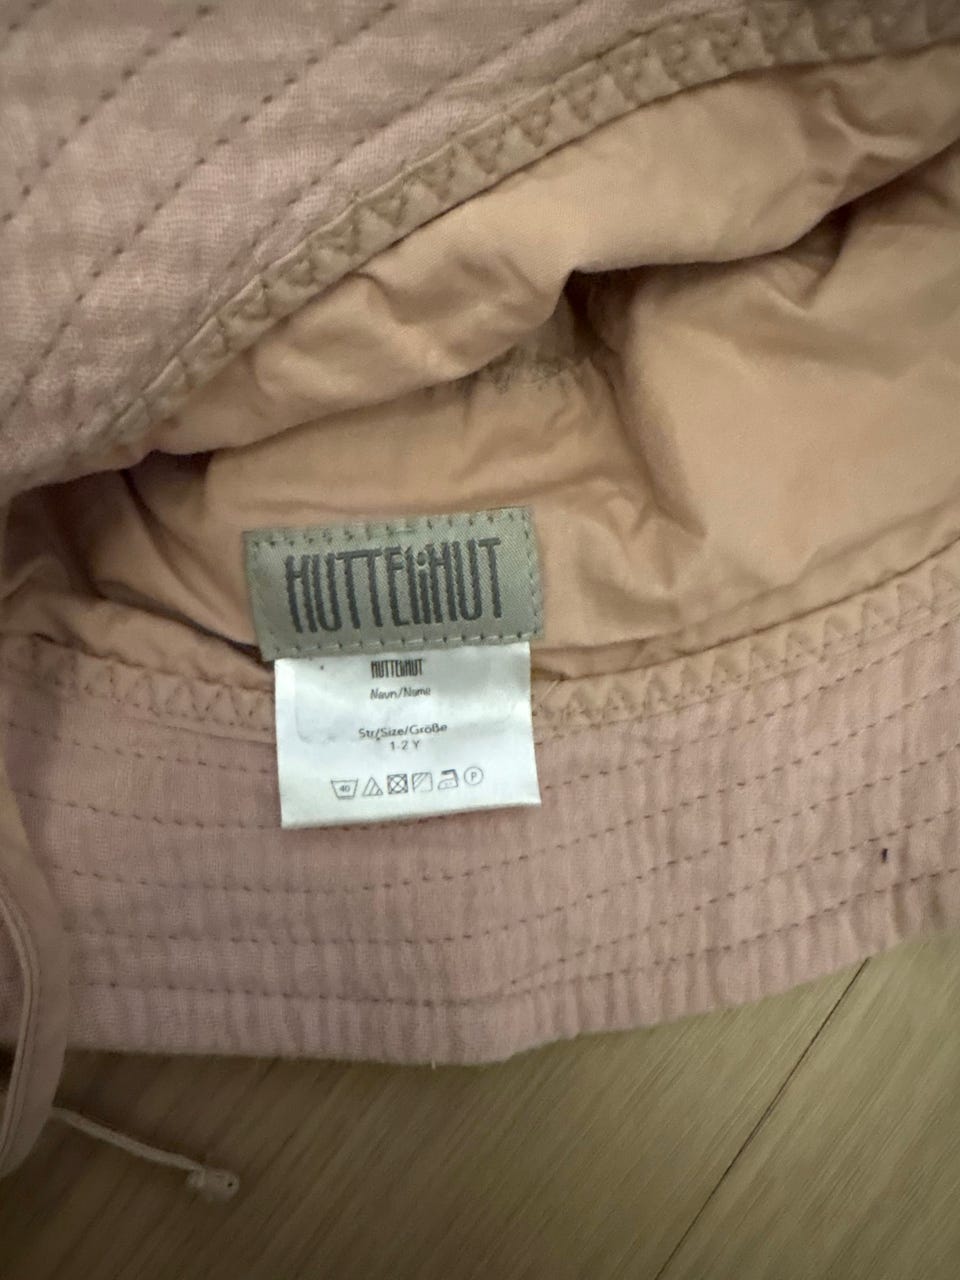 HUTTEliHUT
HUTTEliHUT
Navn/Name
Str/Size/Größe
1-2 Y
40
P